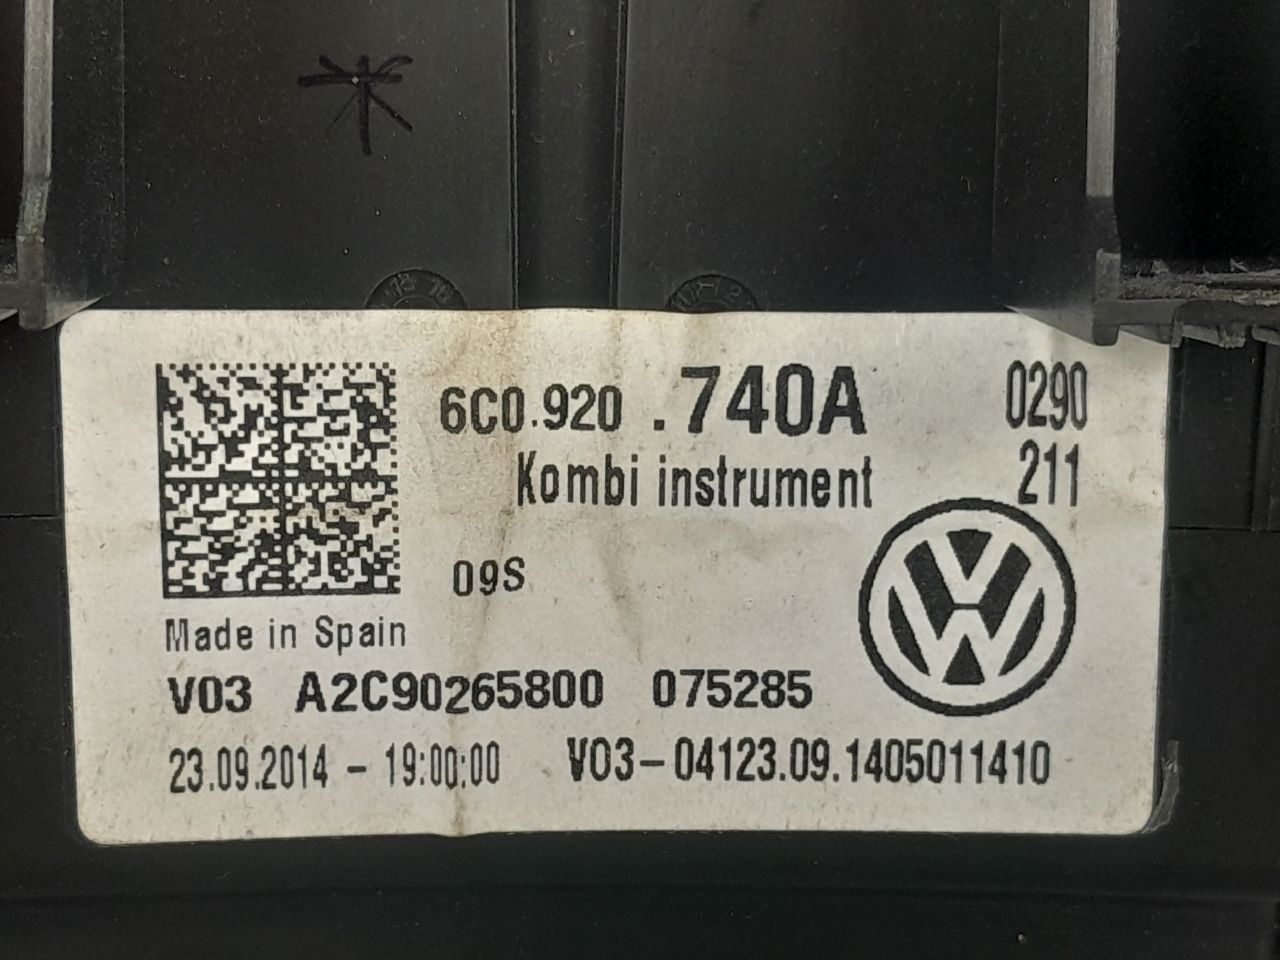 6C0.920 .740A 0290
Kombi instrument 211
09S
Made in Spain
V03 A2C90265800 075285
23.09.2014 - 19:00:00 V03-04123.09.1405011410